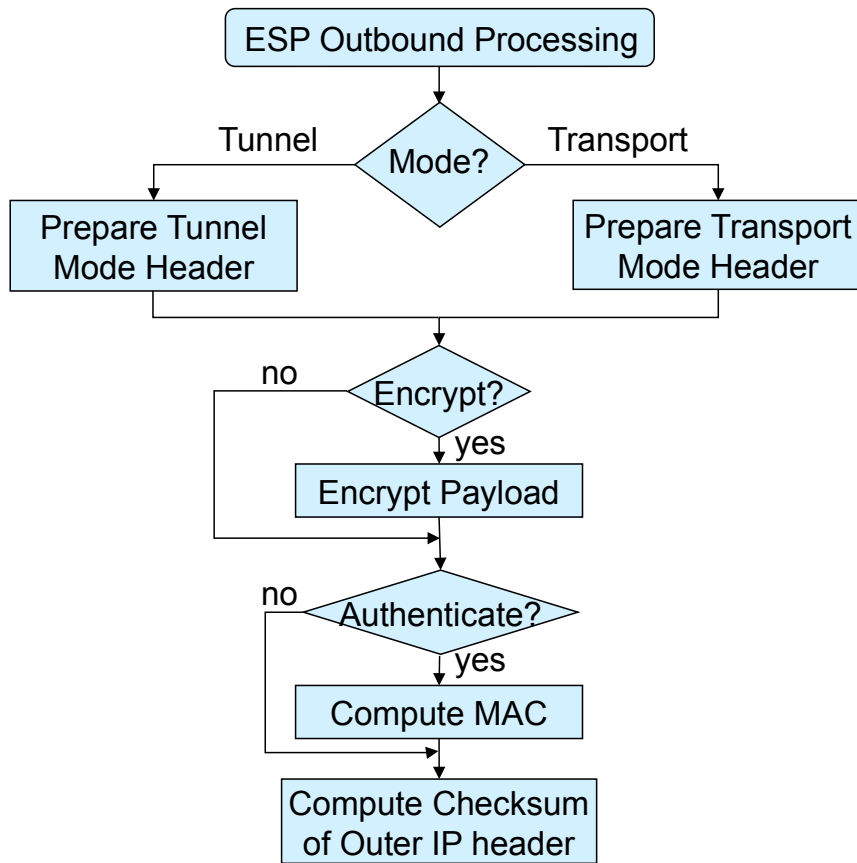 ESP Outbound Processing
Tunnel
Mode?
Transport
Prepare Tunnel
Mode Header
Prepare Transport
Mode Header
no
Encrypt?
yes
Encrypt Payload
no
Authenticate?
yes
Compute MAC
Compute Checksum
of Outer IP header